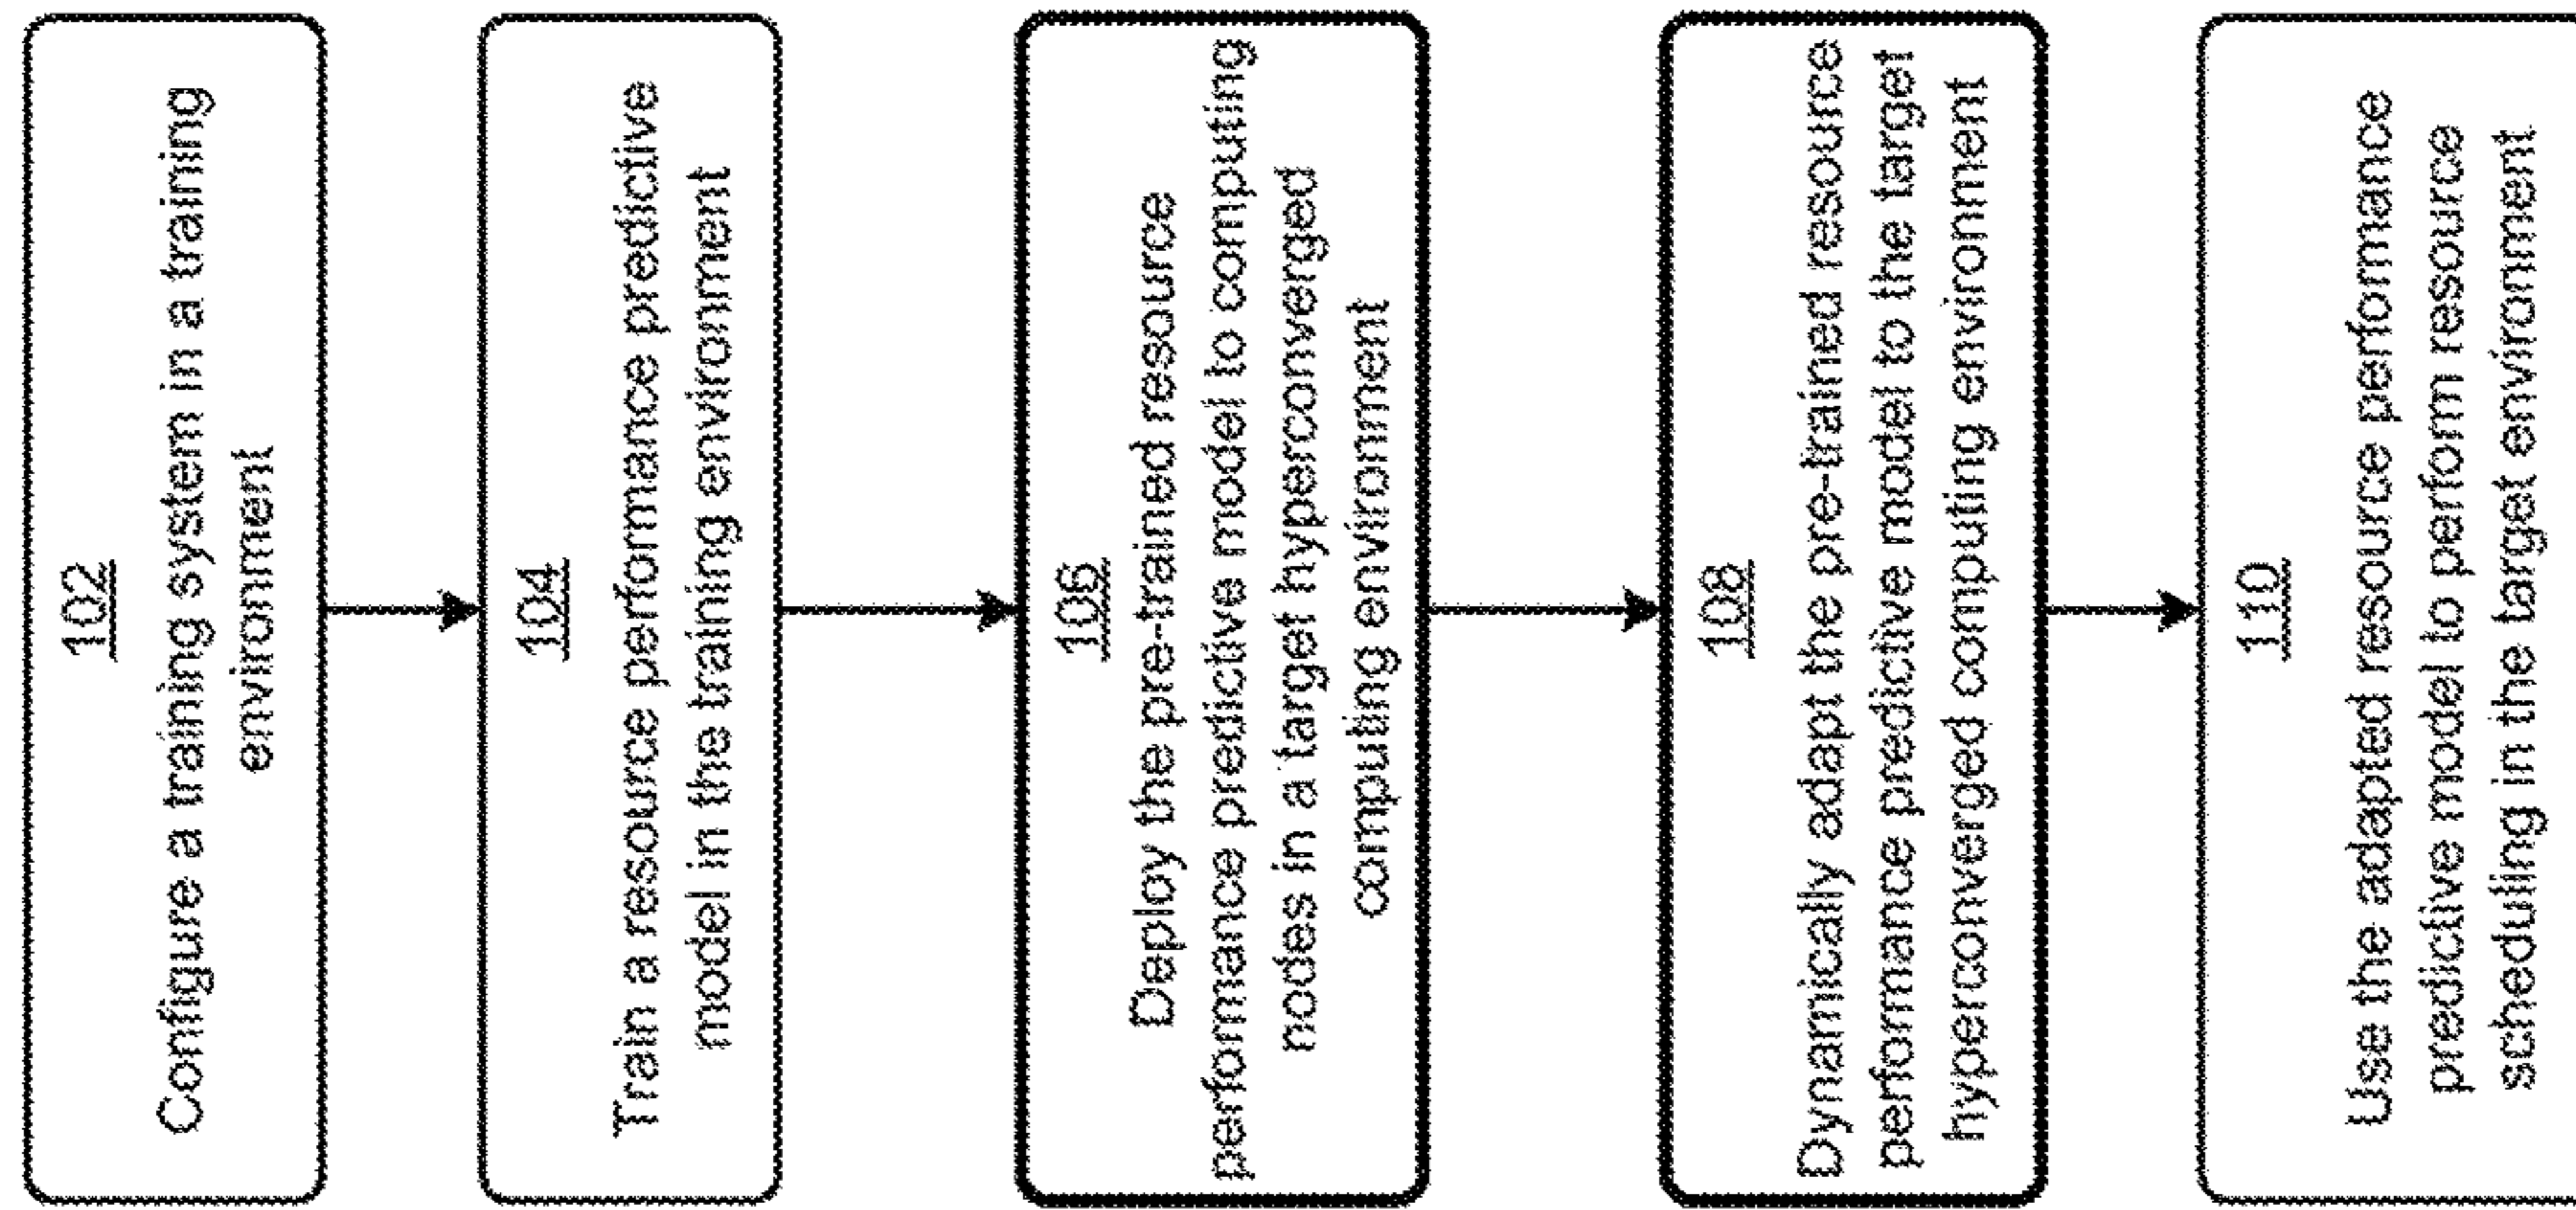 102
Configure a training system in a training
environment
104
Train a resource performance predictive
model in the training environment
106
Deploy the pre-trained resource
performance predictive model to computing
nodes in a target hyperconverged
computing environment
108
Dynamically adapt the pre-trained resource
performance predictive model to the target
hyperconverged computing environment
110
Use the adapted resource performance
predictive model to perform resource
scheduling in the target environment